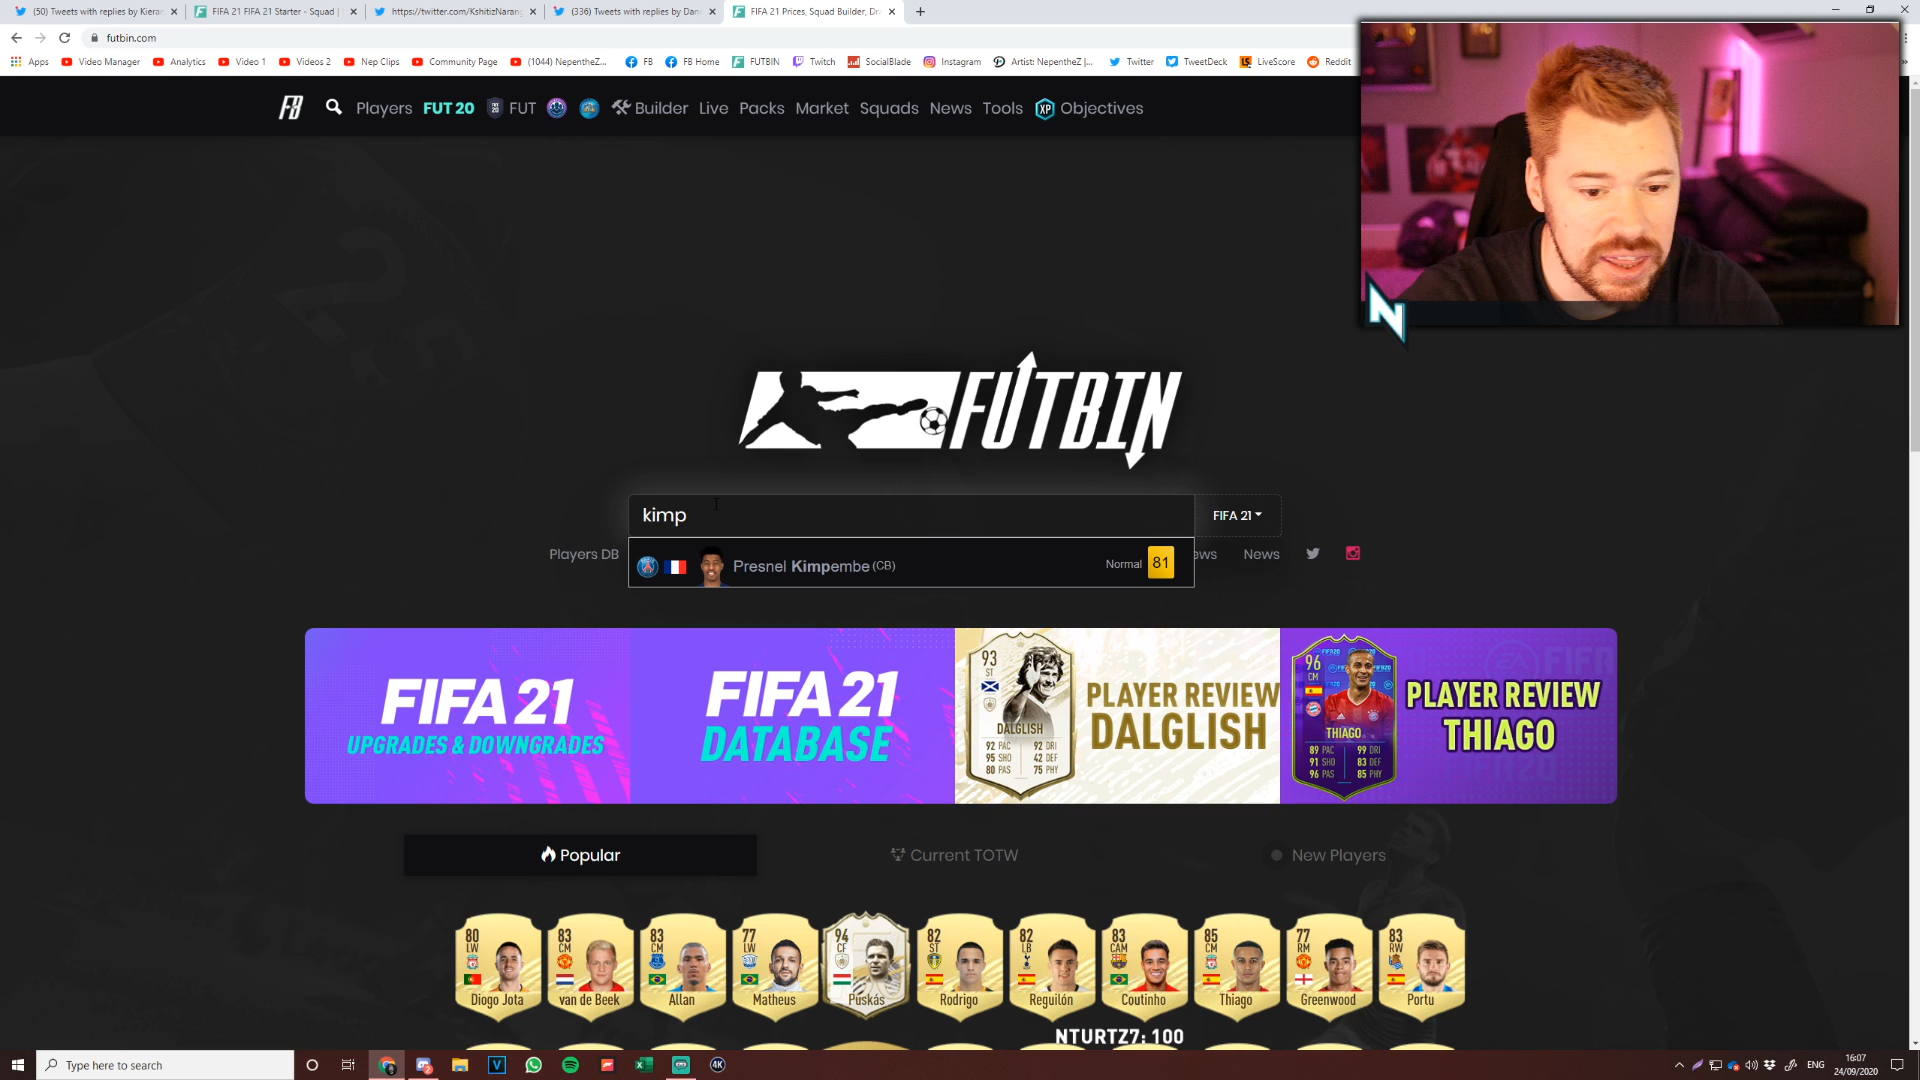 (50) Tweets with replies by Kieran
FIFA 21 FIFA 21 Starter - Squad |
https://twitter.com/KshitizNarang
(336) Tweets with replies by Dann
FIFA 21 Prices, Squad Builder, Dra
futbin.com
Apps Video Manager Analytics Video 1 Videos 2 Nep Clips Community Page (1044) NepentheZ... FB FB Home FUTBIN Twitch SocialBlade Instagram Artist: NepentheZ |... Twitter TweetDeck LiveScore Reddit
FB Players FUT 20 FUT Builder Live Packs Market Squads News Tools XP Objectives
N
FUTBIN
kimp
FIFA 21
Players DB
ews News
Presnel Kimpembe (CB) Normal 81
FIFA 21
UPGRADES & DOWNGRADES
FIFA 21
DATABASE
93
ST
DALGLISH
92 PAC 92 DRI
95 SHO 42 DEF
80 PAS 75 PHY
PLAYER REVIEW
DALGLISH
96
CM
THIAGO
89 PAC 99 DRI
91 SHO 83 DEF
96 PAS 85 PHY
PLAYER REVIEW
THIAGO
Popular
Current TOTW
New Players
80 LW Diogo Jota
83 CM van de Beek
83 CM Allan
77 LW Matheus
94 CF Puskás
82 ST Rodrigo
82 LB Reguilón
83 CAM Coutinho
85 CM Thiago
77 RM Greenwood
83 RW Portu
NTURTZ7: 100
Type here to search
ENG
16:07
24/09/2020